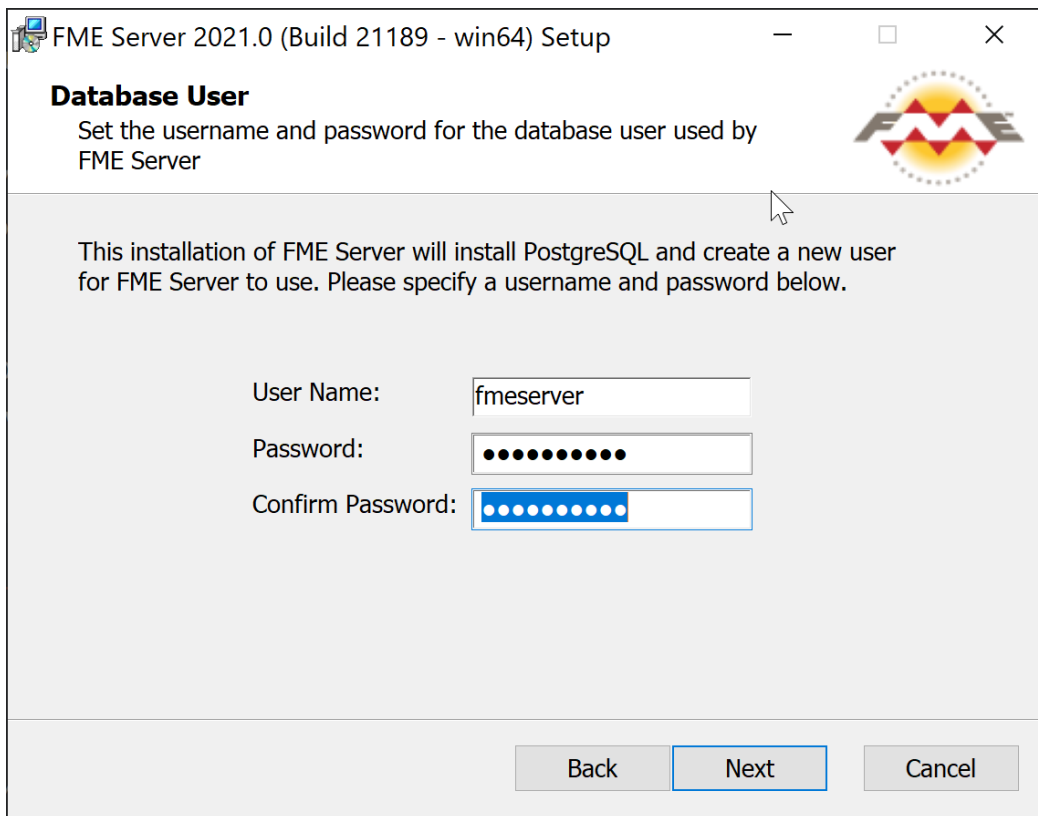 FME Server 2021.0 (Build 21189 - win64) Setup
Database User
Set the username and password for the database user used by
FME Server
FME
This installation of FME Server will install PostgreSQL and create a new user
for FME Server to use. Please specify a username and password below.
User Name: fmeserver
Password: ●●●●●●●●●●
Confirm Password: ●●●●●●●●●●
Back Next Cancel